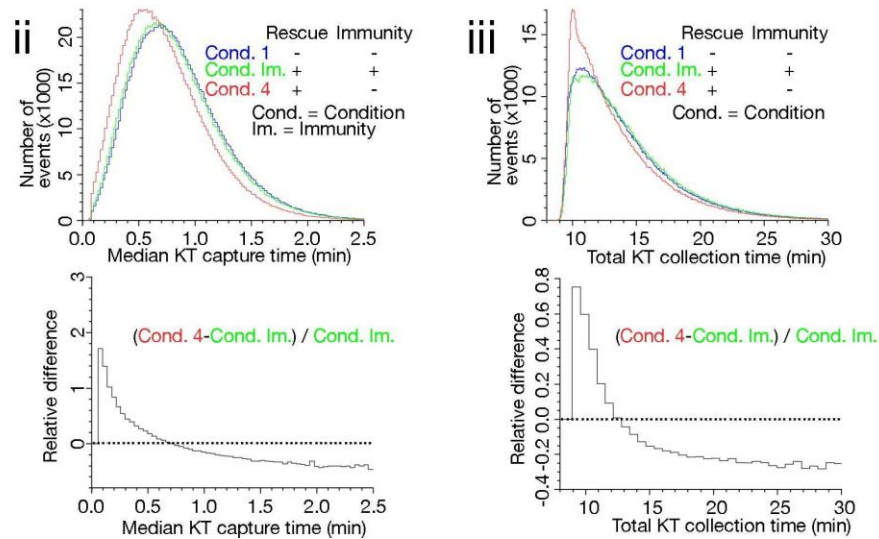 ii
Number of
events (x1000)
20
15
10
5
0
Rescue Immunity
Cond. 1 - -
Cond. Im. + +
Cond. 4 + -
Cond. = Condition
Im. = Immunity
0.0 0.5 1.0 1.5 2.0 2.5
Median KT capture time (min)
Relative difference
3
2
1
0
(Cond. 4-Cond. Im.) / Cond. Im.
0.0 0.5 1.0 1.5 2.0 2.5
Median KT capture time (min)
iii
Number of
events (x1000)
15
10
5
0
Rescue Immunity
Cond. 1 - -
Cond. Im. + +
Cond. 4 + -
Cond. = Condition
10 15 20 25 30
Total KT collection time (min)
Relative difference
0.8
0.6
0.4
0.2
0.0
-0.2
-0.4
(Cond. 4-Cond. Im.) / Cond. Im.
10 15 20 25 30
Total KT collection time (min)